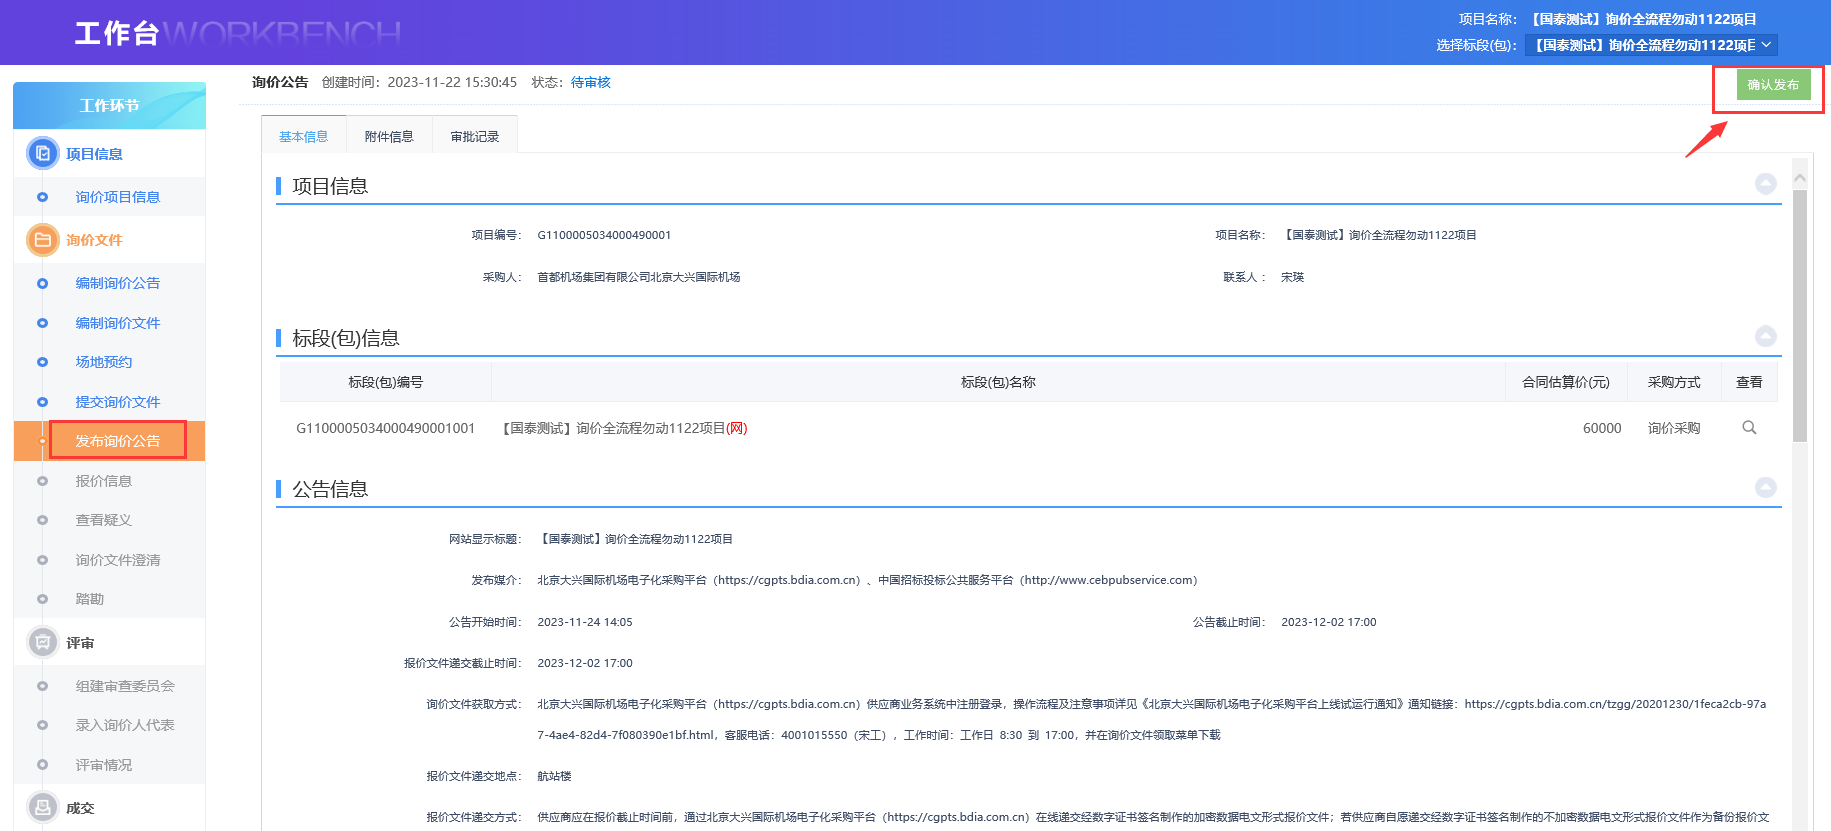 工作台WORKBENCH
项目名称： 【国泰测试】询价全流程勿动1122项目
选择标段(包)： 【国泰测试】询价全流程勿动1122项目
工作环节
项目信息
询价项目信息
询价文件
编制询价公告
编制询价文件
场地预约
提交询价文件
发布询价公告
报价信息
查看疑义
询价文件澄清
踏勘
评审
组建审查委员会
录入询价人代表
评审情况
成交
询价公告 创建时间：2023-11-22 15:30:45 状态：待审核
确认发布
基本信息 附件信息 审批记录
项目信息
项目编号： G1100005034000490001 项目名称： 【国泰测试】询价全流程勿动1122项目
采购人： 首都机场集团有限公司北京大兴国际机场 联系人 ： 宋瑛
标段(包)信息
标段(包)编号 标段(包)名称 合同估算价(元) 采购方式 查看
G1100005034000490001001 【国泰测试】询价全流程勿动1122项目(网) 60000 询价采购
公告信息
网站显示标题： 【国泰测试】询价全流程勿动1122项目
发布媒介： 北京大兴国际机场电子化采购平台（https://cgpts.bdia.com.cn）、中国招标投标公共服务平台（http://www.cebpubservice.com）
公告开始时间： 2023-11-24 14:05 公告截止时间： 2023-12-02 17:00
报价文件递交截止时间： 2023-12-02 17:00
询价文件获取方式： 北京大兴国际机场电子化采购平台（https://cgpts.bdia.com.cn）供应商业务系统中注册登录，操作流程及注意事项详见《北京大兴国际机场电子化采购平台上线试运行通知》通知链接：https://cgpts.bdia.com.cn/tzgg/20201230/1feca2cb-97a
7-4ae4-82d4-7f080390e1bf.html，客服电话：4001015550（宋工），工作时间：工作日 8:30 到 17:00，并在询价文件领取菜单下载
报价文件递交地点： 航站楼
报价文件递交方式： 供应商应在报价截止时间前，通过北京大兴国际机场电子化采购平台（https://cgpts.bdia.com.cn）在线递交经数字证书签名制作的加密数据电文形式报价文件；若供应商自愿递交经数字证书签名制作的不加密数据电文形式报价文件作为备份报价文